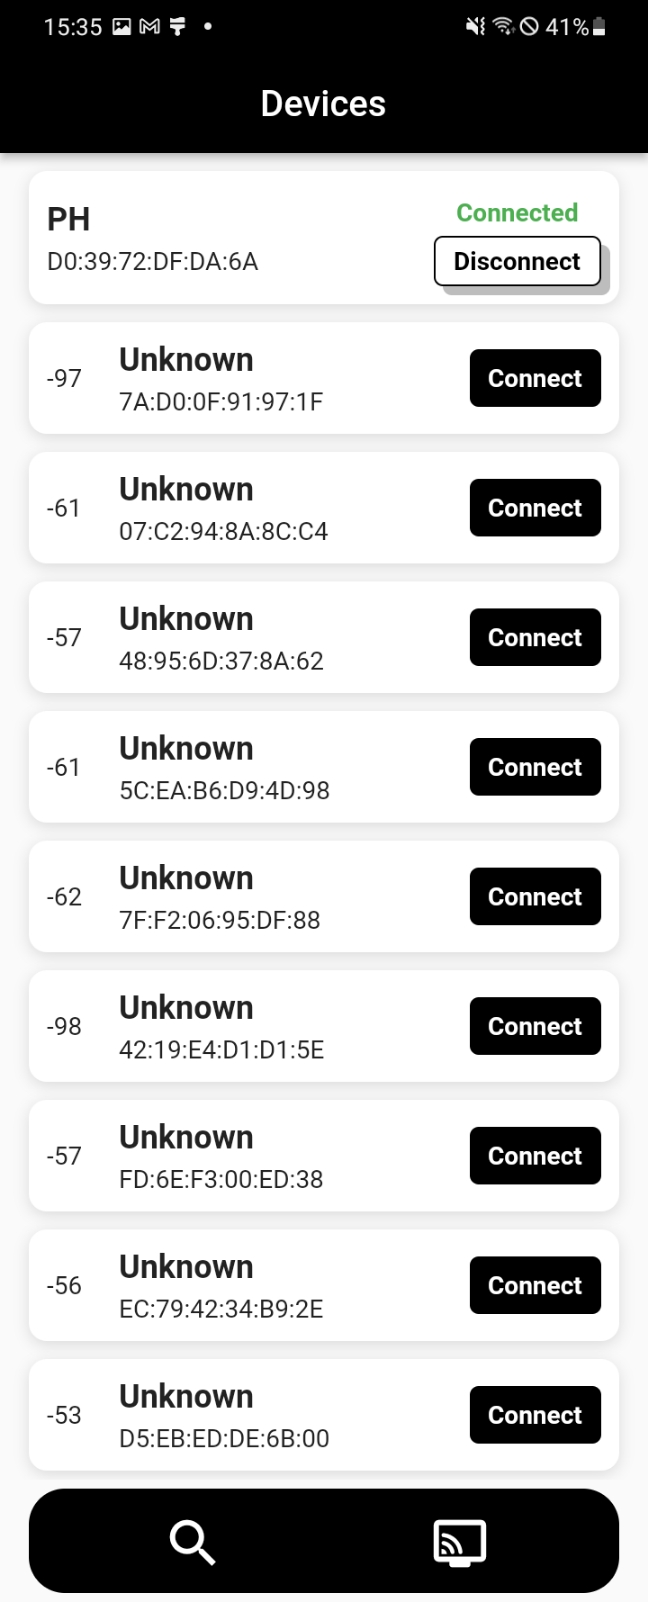 15:35
41%
Devices
PH
Connected
D0:39:72:DF:DA:6A
Disconnect
-97
Unknown
7A:D0:0F:91:97:1F
Connect
-61
Unknown
07:C2:94:8A:8C:C4
Connect
-57
Unknown
48:95:6D:37:8A:62
Connect
-61
Unknown
5C:EA:B6:D9:4D:98
Connect
-62
Unknown
7F:F2:06:95:DF:88
Connect
-98
Unknown
42:19:E4:D1:D1:5E
Connect
-57
Unknown
FD:6E:F3:00:ED:38
Connect
-56
Unknown
EC:79:42:34:B9:2E
Connect
-53
Unknown
D5:EB:ED:DE:6B:00
Connect